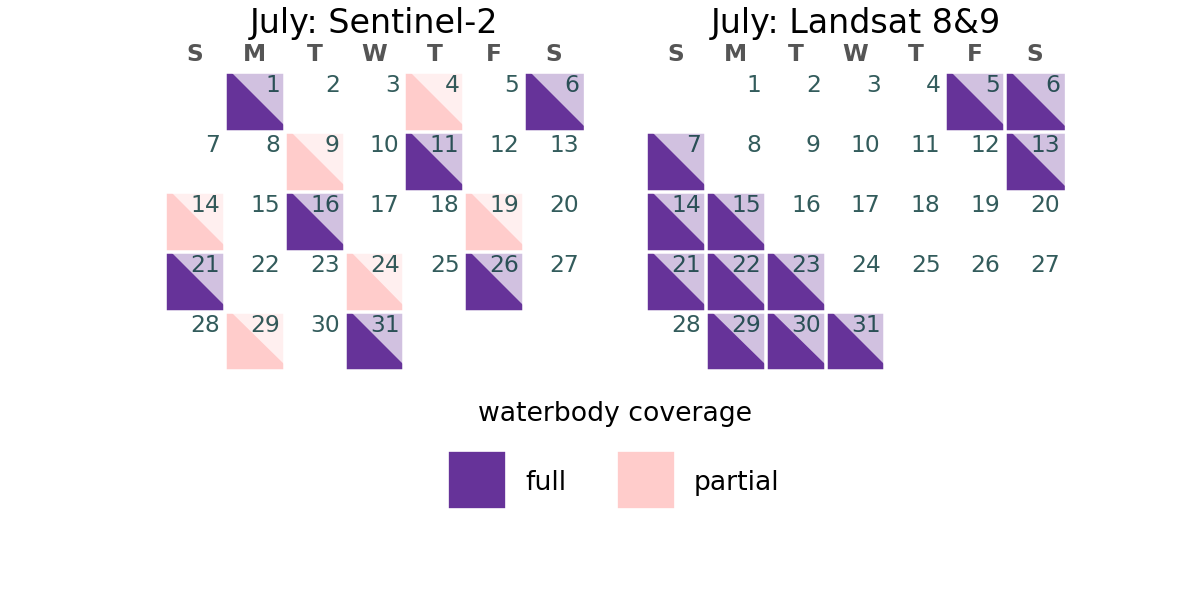 July: Sentinel-2
S M T W T F S
1 2 3 4 5 6
7 8 9 10 11 12 13
14 15 16 17 18 19 20
21 22 23 24 25 26 27
28 29 30 31
July: Landsat 8&9
S M T W T F S
1 2 3 4 5 6
7 8 9 10 11 12 13
14 15 16 17 18 19 20
21 22 23 24 25 26 27
28 29 30 31
waterbody coverage
full partial